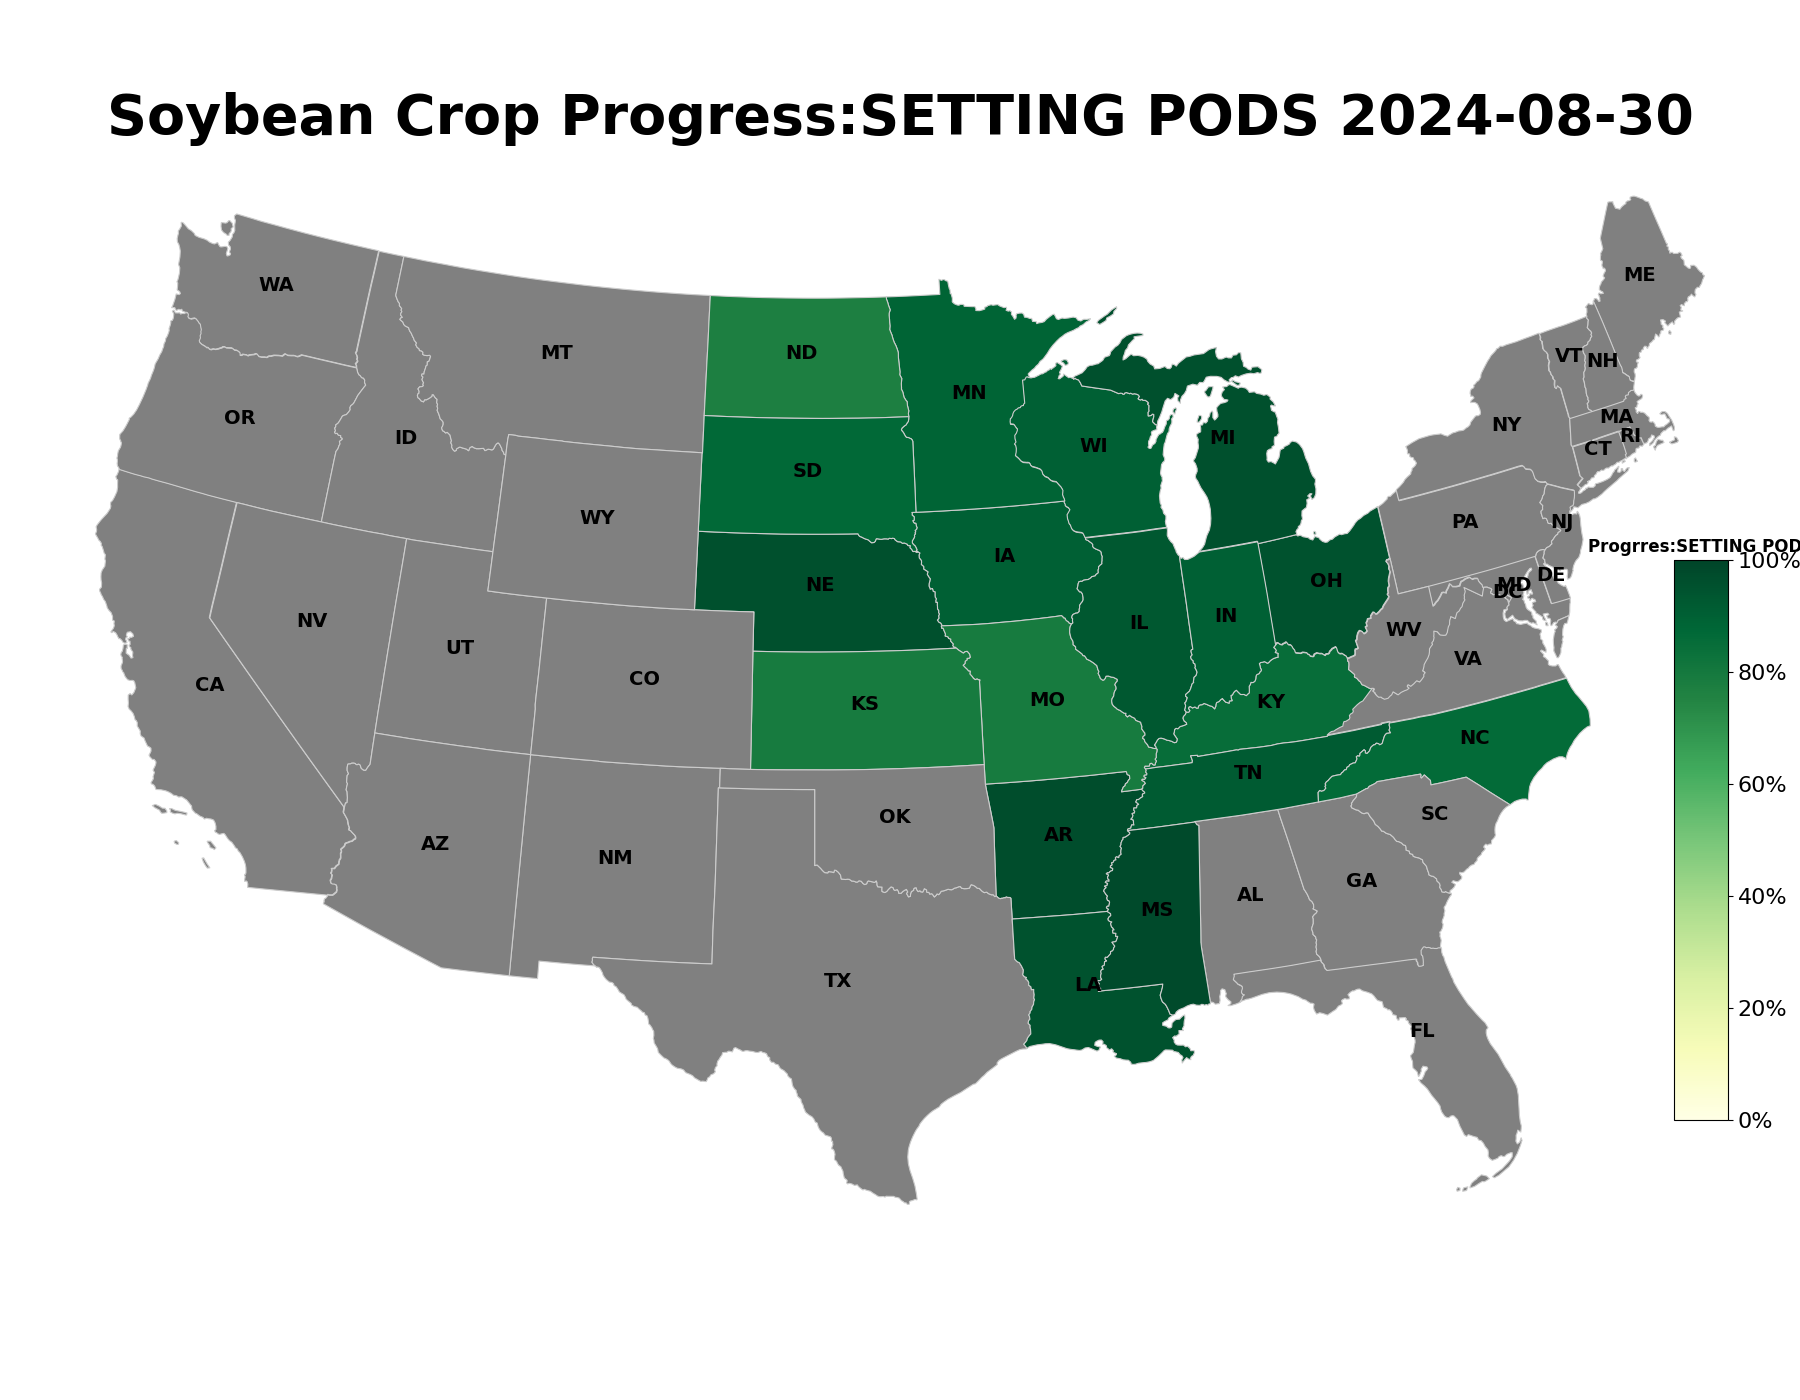 Soybean Crop Progress:SETTING PODS 2024-08-30
ME
WA
MT
ND
VT
NH
MN
OR
MA
NY
ID
RI
MI
WI
CT
SD
WY
PA
NJ
Progrres:SETTING POD
IA
100%
DE
OH
NE
MD
DC
IN
NV
IL
WV
UT
VA
80%
CO
CA
MO
KY
KS
NC
TN
60%
SC
OK
AR
AZ
NM
GA
AL
40%
MS
TX
LA
20%
FL
0%